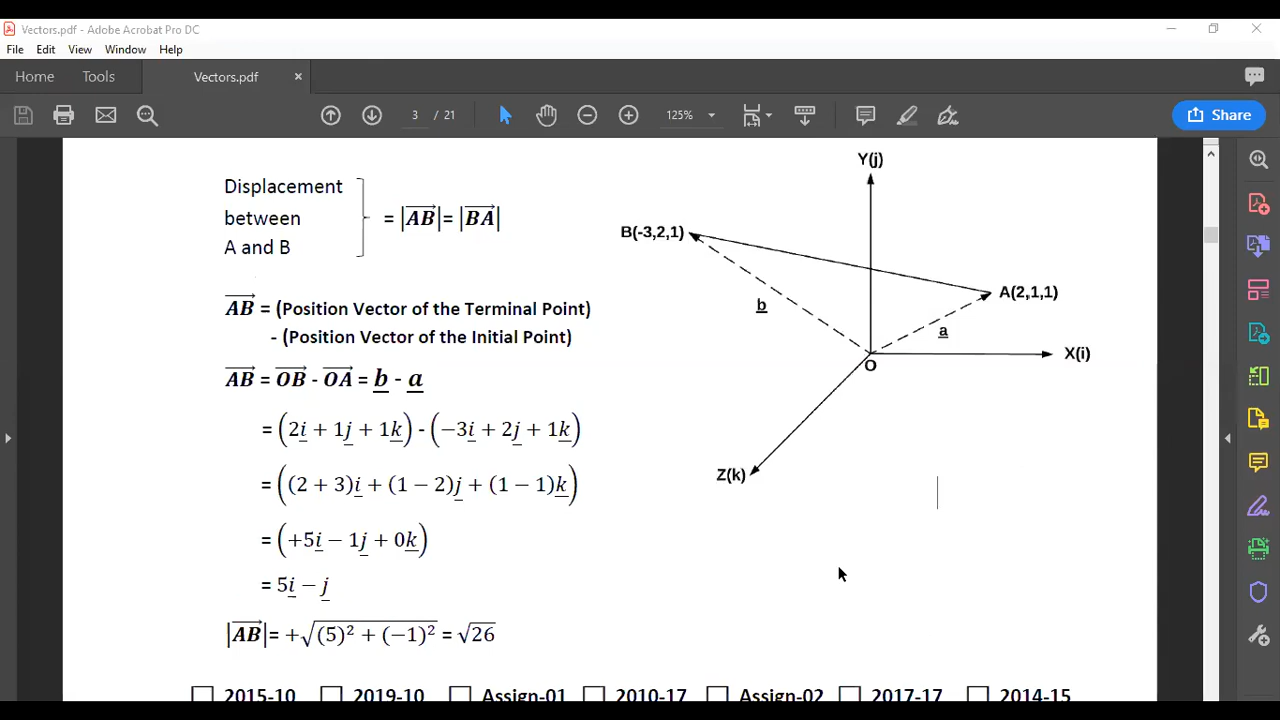 Vectors.pdf - Adobe Acrobat Pro DC
File Edit View Window Help
Home Tools Vectors.pdf ×
3 / 21 125% Share
Displacement
between
A and B
= |AB⃗| = |BA⃗|
AB⃗ = (Position Vector of the Terminal Point)
- (Position Vector of the Initial Point)
AB⃗ = OB⃗ - OA⃗ = b - a
= (2i + 1j + 1k) - (−3i + 2j + 1k)
= ((2 + 3)i + (1 − 2)j + (1 − 1)k)
= (+5i − 1j + 0k)
= 5i − j
|AB⃗| = +√((5)² + (−1)²) = √26
Y(j)
B(-3,2,1)
A(2,1,1)
b
a
X(i)
O
Z(k)
2015-10 2019-10 Assign-01 2010-17 Assign-02 2017-17 2014-15